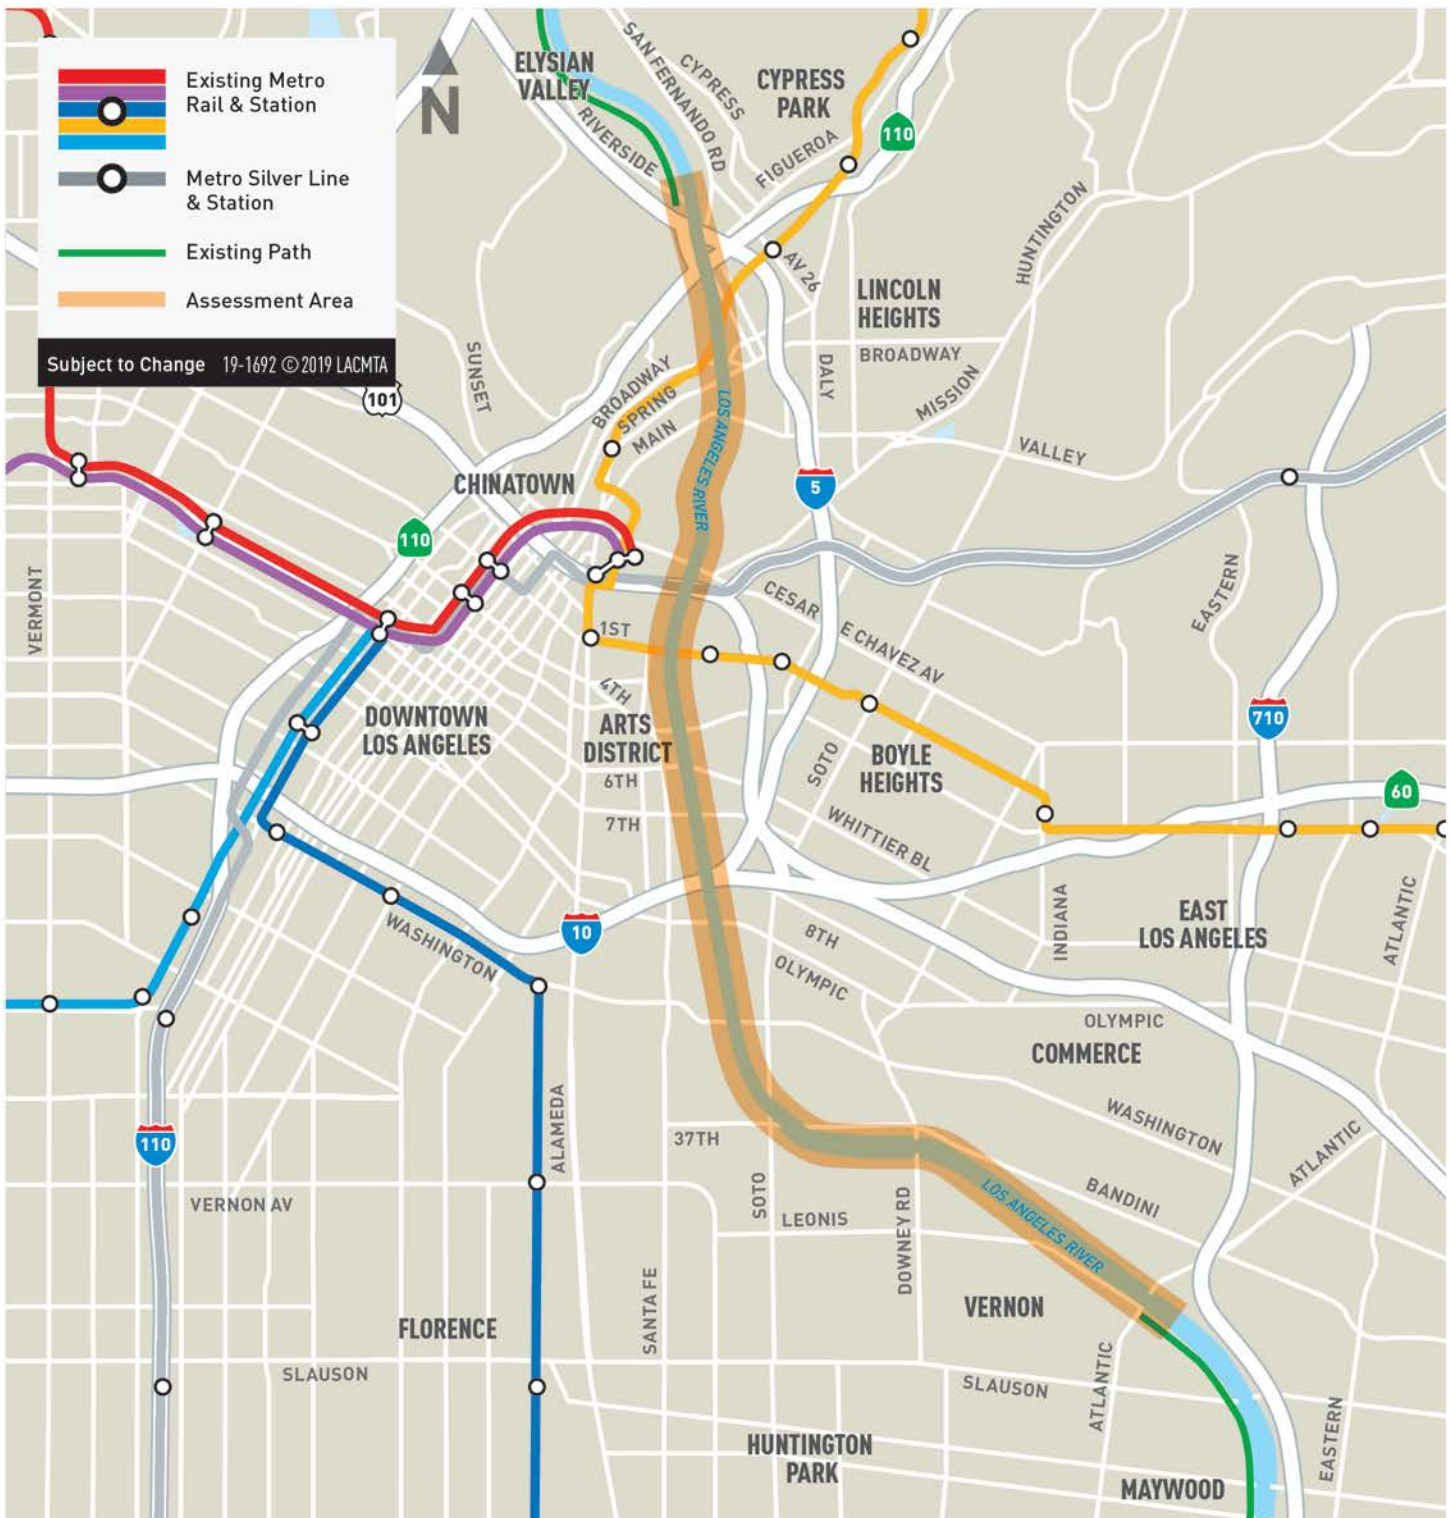 Existing Metro
Rail & Station
Metro Silver Line
& Station
Existing Path
Assessment Area
Subject to Change 19-1692 ©2019 LACMTA
N
ELYSIAN
VALLEY
RIVERSIDE
SAN FERNANDO RD
CYPRESS
CYPRESS
PARK
FIGUEROA
110
AV 26
LINCOLN
HEIGHTS
HUNTINGTON
BROADWAY
DALY
MISSION
VALLEY
SUNSET
101
BROADWAY
SPRING
MAIN
LOS ANGELES RIVER
CHINATOWN
5
110
VERMONT
CESAR E CHAVEZ AV
EASTERN
1ST
4TH
DOWNTOWN
LOS ANGELES
ARTS
DISTRICT
6TH
7TH
SOTO
BOYLE
HEIGHTS
WHITTIER BL
710
60
WASHINGTON
10
8TH
OLYMPIC
INDIANA
EAST
LOS ANGELES
ATLANTIC
OLYMPIC
COMMERCE
110
ALAMEDA
37TH
WASHINGTON
ATLANTIC
BANDINI
VERNON AV
SOTO
LEONIS
DOWNEY RD
LOS ANGELES RIVER
SANTA FE
VERNON
FLORENCE
SLAUSON
SLAUSON
ATLANTIC
EASTERN
HUNTINGTON
PARK
MAYWOOD